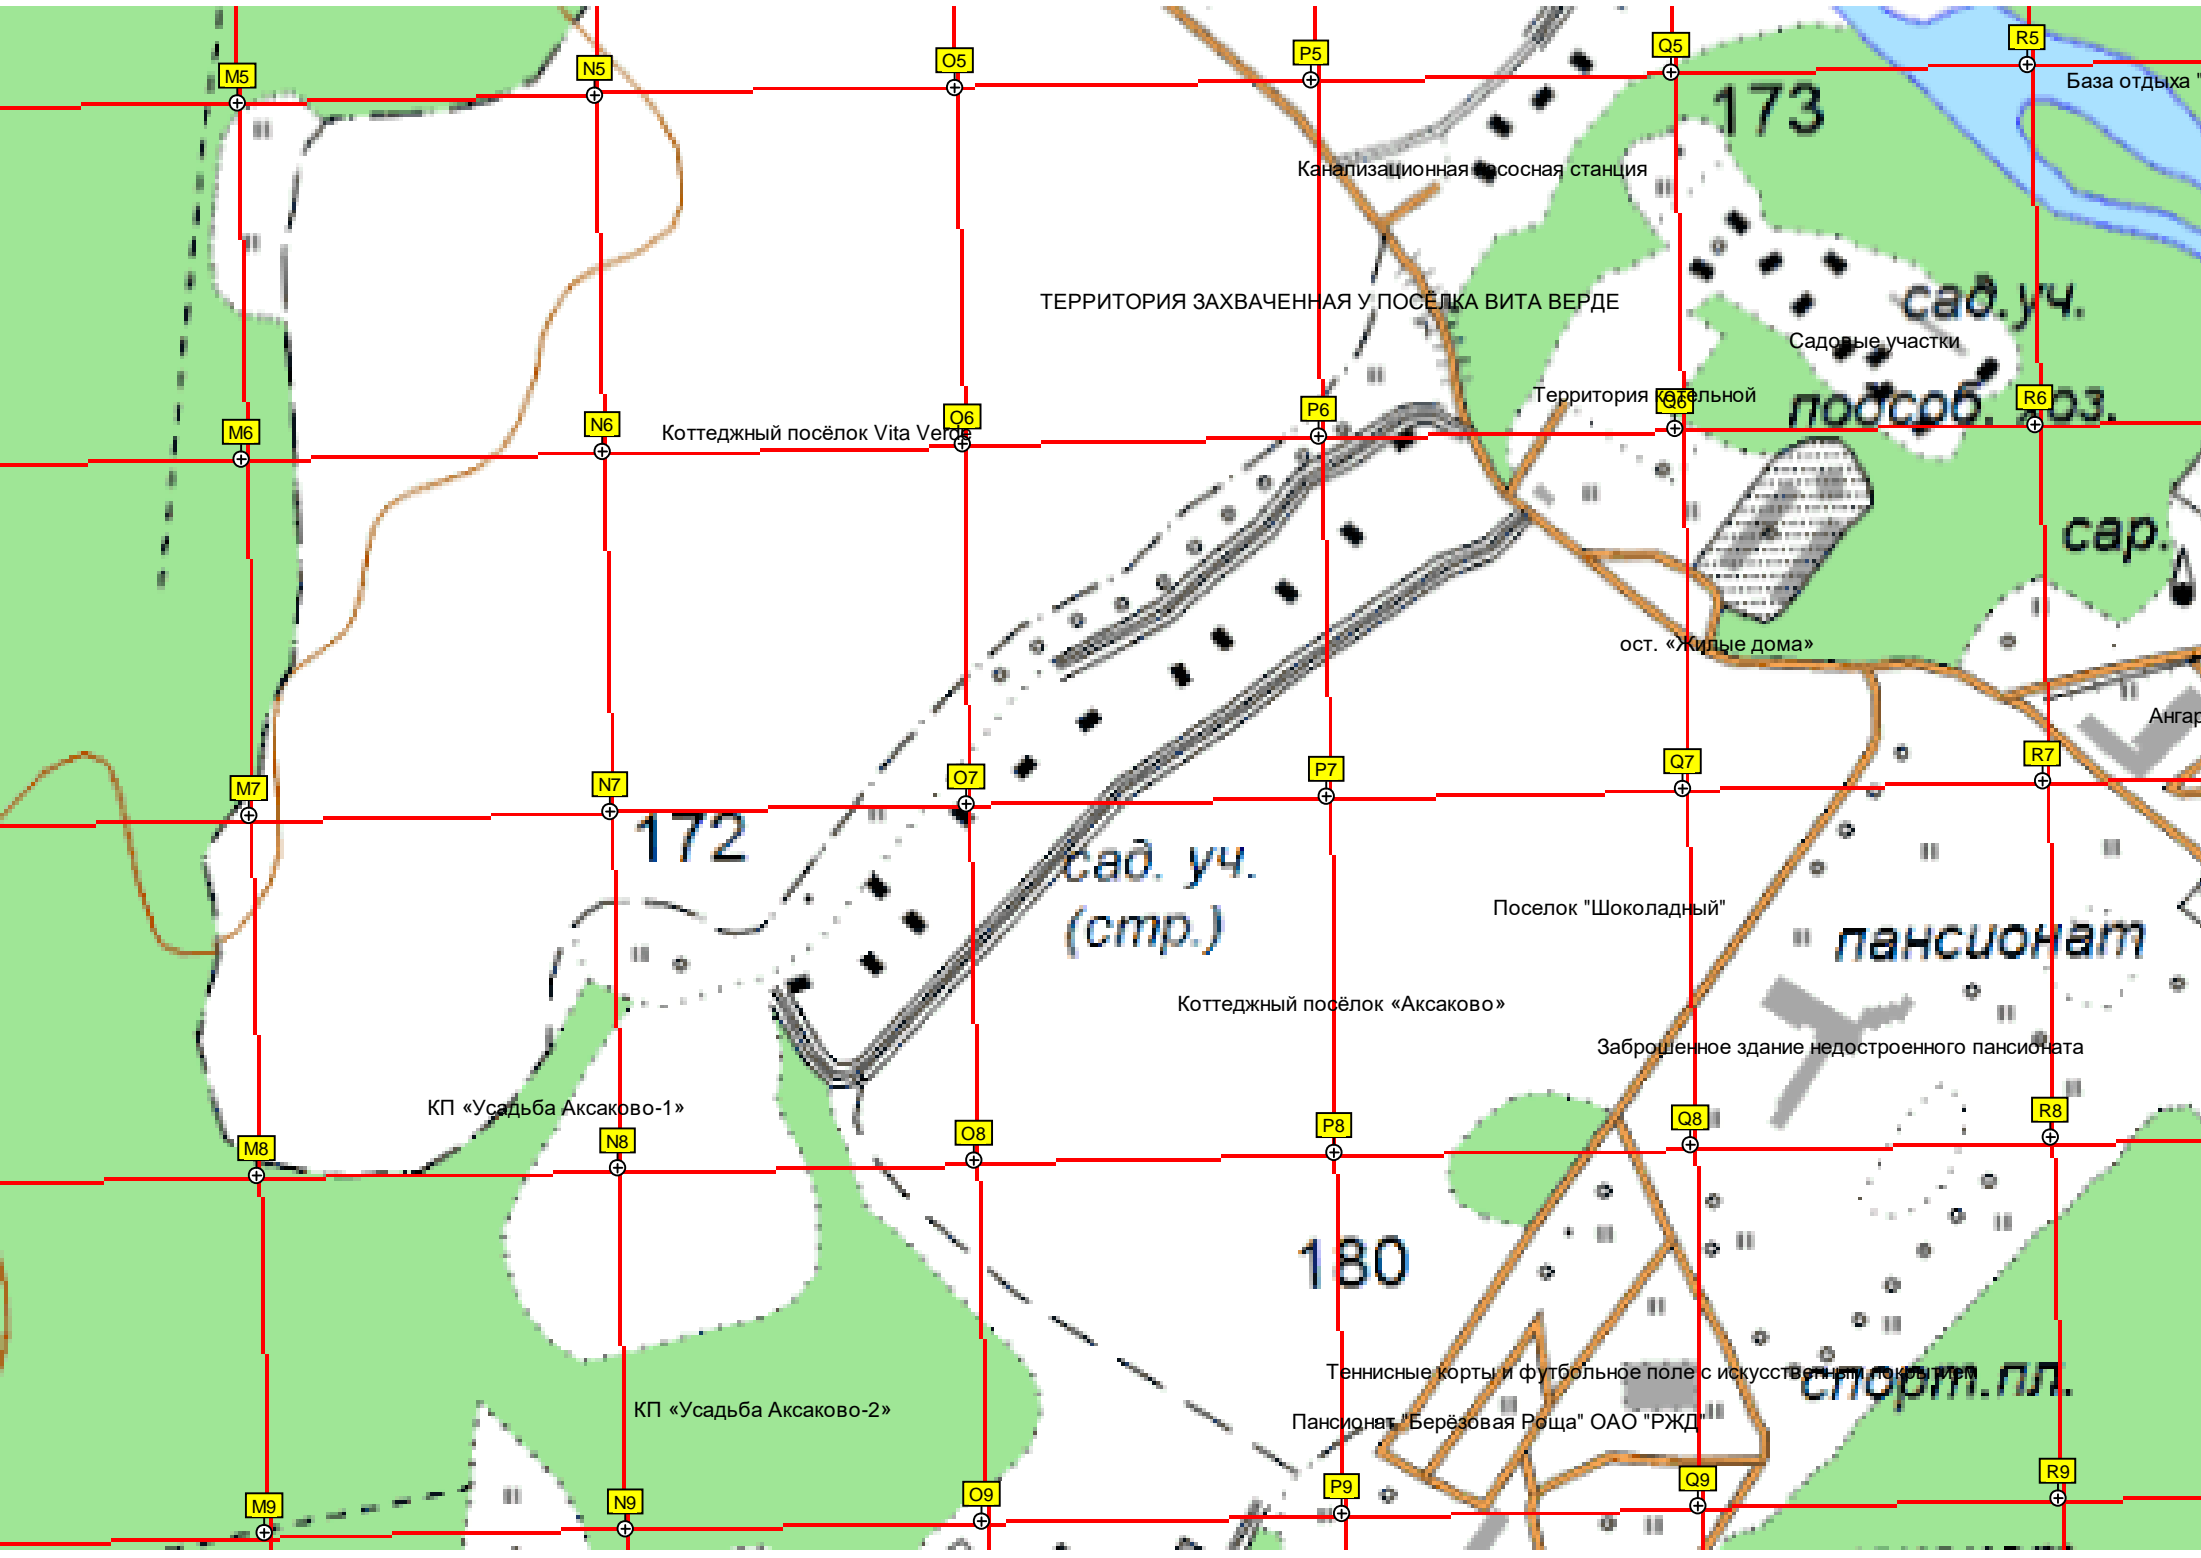 R5
Q5
P5
O5
N5
M5
База отдыха "
173
Канализационная насосная станция
ТЕРРИТОРИЯ ЗАХВАЧЕННАЯ У ПОСЁЛКА ВИТА ВЕРДЕ
сад.уч.
Садовые участки
Территория котельной
подсоб. хоз.
R6
Q6
P6
O6
N6
M6
Коттеджный посёлок Vita Verde
сар.
ост. «Жилые дома»
Ангар
R7
Q7
P7
O7
N7
M7
172
сад. уч.
(стр.)
Поселок "Шоколадный"
пансионат
Коттеджный посёлок «Аксаково»
Заброшенное здание недостроенного пансионата
КП «Усадьба Аксаково-1»
R8
Q8
P8
O8
N8
M8
180
Теннисные корты и футбольное поле с искусственным покрытием
спорт.пл.
КП «Усадьба Аксаково-2»
Пансионат "Берёзовая Роща" ОАО "РЖД"
R9
Q9
P9
O9
N9
M9